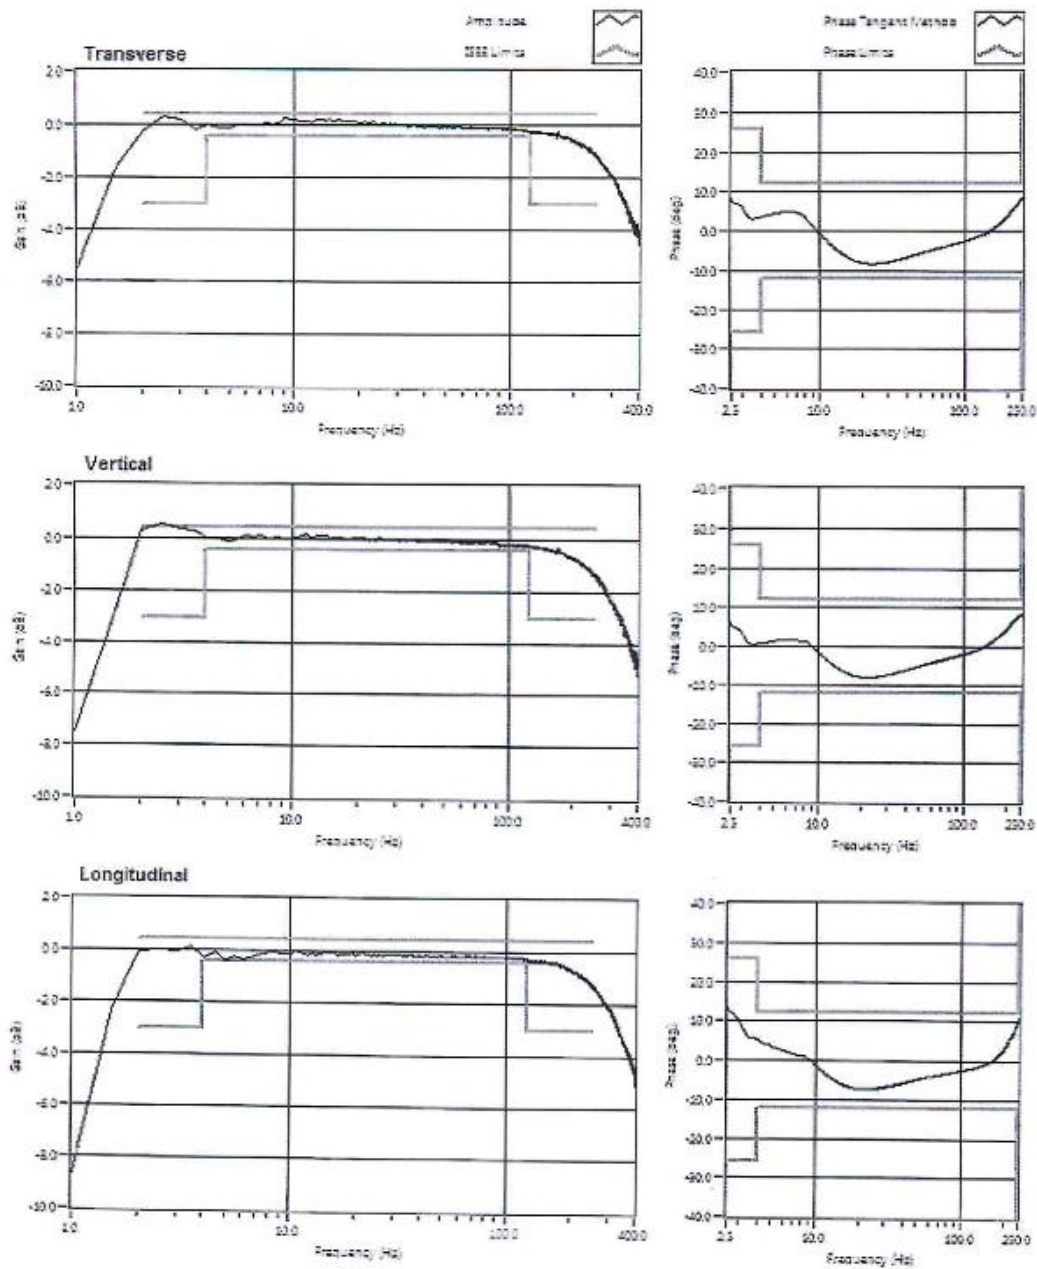 Amplitude
ISEE Limits
Phase Tangent Method
Phase Limits
Transverse
2.0
0.0
-2.0
-4.0
-6.0
-8.0
-10.0
Gain (dB)
1.0 10.0 100.0 400.0
Frequency (Hz)
40.0
30.0
20.0
10.0
0.0
-10.0
-20.0
-30.0
-40.0
Phase (deg)
2.5 10.0 100.0 250.0
Frequency (Hz)
Vertical
2.0
0.0
-2.0
-4.0
-6.0
-8.0
-10.0
Gain (dB)
1.0 10.0 100.0 400.0
Frequency (Hz)
40.0
30.0
20.0
10.0
0.0
-10.0
-20.0
-30.0
-40.0
Phase (deg)
2.5 10.0 100.0 250.0
Frequency (Hz)
Longitudinal
2.0
0.0
-2.0
-4.0
-6.0
-8.0
-10.0
Gain (dB)
1.0 10.0 100.0 400.0
Frequency (Hz)
40.0
30.0
20.0
10.0
0.0
-10.0
-20.0
-30.0
-40.0
Phase (deg)
2.5 10.0 100.0 250.0
Frequency (Hz)